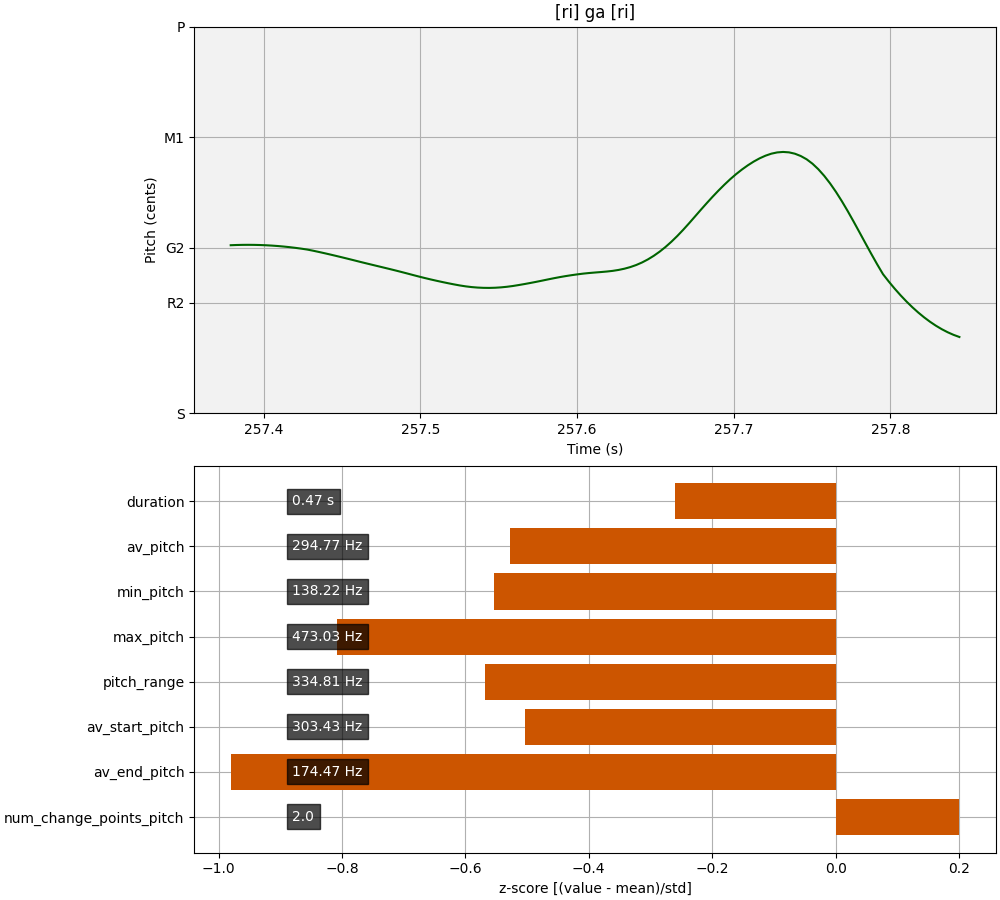 [ri] ga [ri]
P
M1
G2
R2
S
Pitch (cents)
257.4 257.5 257.6 257.7 257.8
Time (s)
duration 0.47 s
av_pitch 294.77 Hz
min_pitch 138.22 Hz
max_pitch 473.03 Hz
pitch_range 334.81 Hz
av_start_pitch 303.43 Hz
av_end_pitch 174.47 Hz
num_change_points_pitch 2.0
−1.0 −0.8 −0.6 −0.4 −0.2 0.0 0.2
z-score [(value - mean)/std]